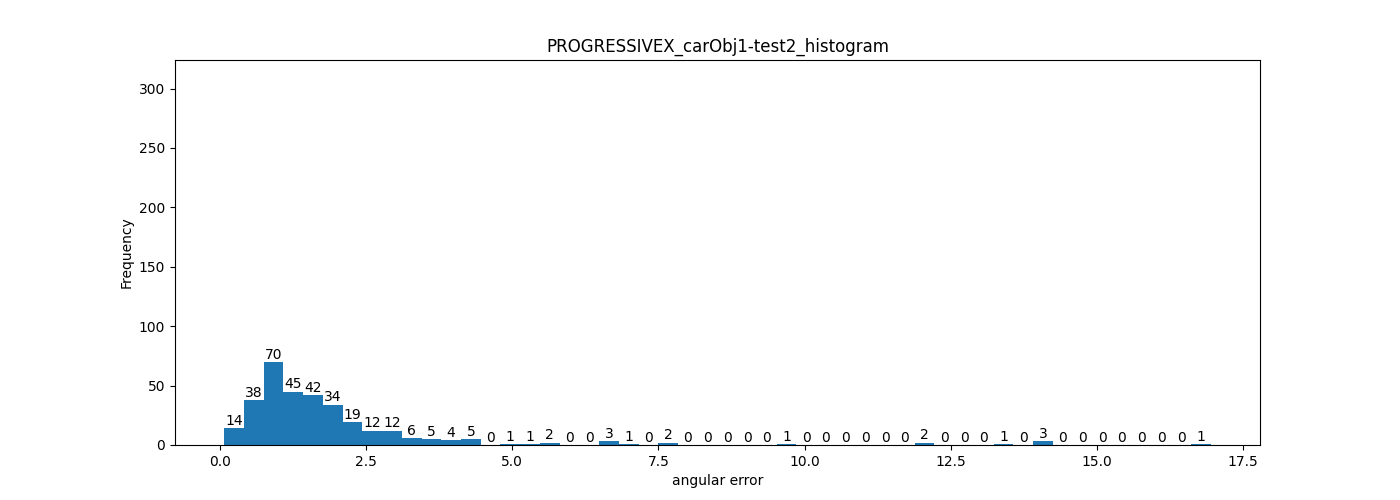 PROGRESSIVEX_carObj1-test2_histogram
300
250
200
150
100
50
0
Frequency
14 38 70 45 42 34 19 12 12 6 5 4 5 0 1 1 2 0 0 3 1 0 2 0 0 0 0 0 1 0 0 0 0 0 0 2 0 0 0 1 0 3 0 0 0 0 0 0 0 1
0.0 2.5 5.0 7.5 10.0 12.5 15.0 17.5
angular error